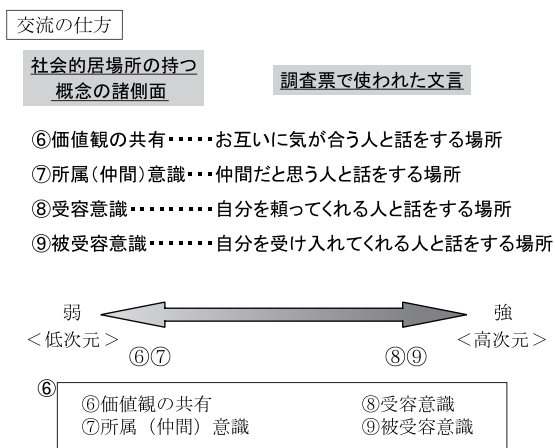 交流の仕方
社会的居場所の持つ
概念の諸側面
調査票で使われた文言
⑥価値観の共有・・・・・お互いに気が合う人と話をする場所
⑦所属（仲間）意識・・・仲間だと思う人と話をする場所
⑧受容意識・・・・・・・・・自分を頼ってくれる人と話をする場所
⑨被受容意識・・・・・・・自分を受け入れてくれる人と話をする場所
弱 強
＜低次元＞ ＜高次元＞
⑥⑦ ⑧⑨
⑥
⑥価値観の共有 ⑧受容意識
⑦所属（仲間）意識 ⑨被受容意識